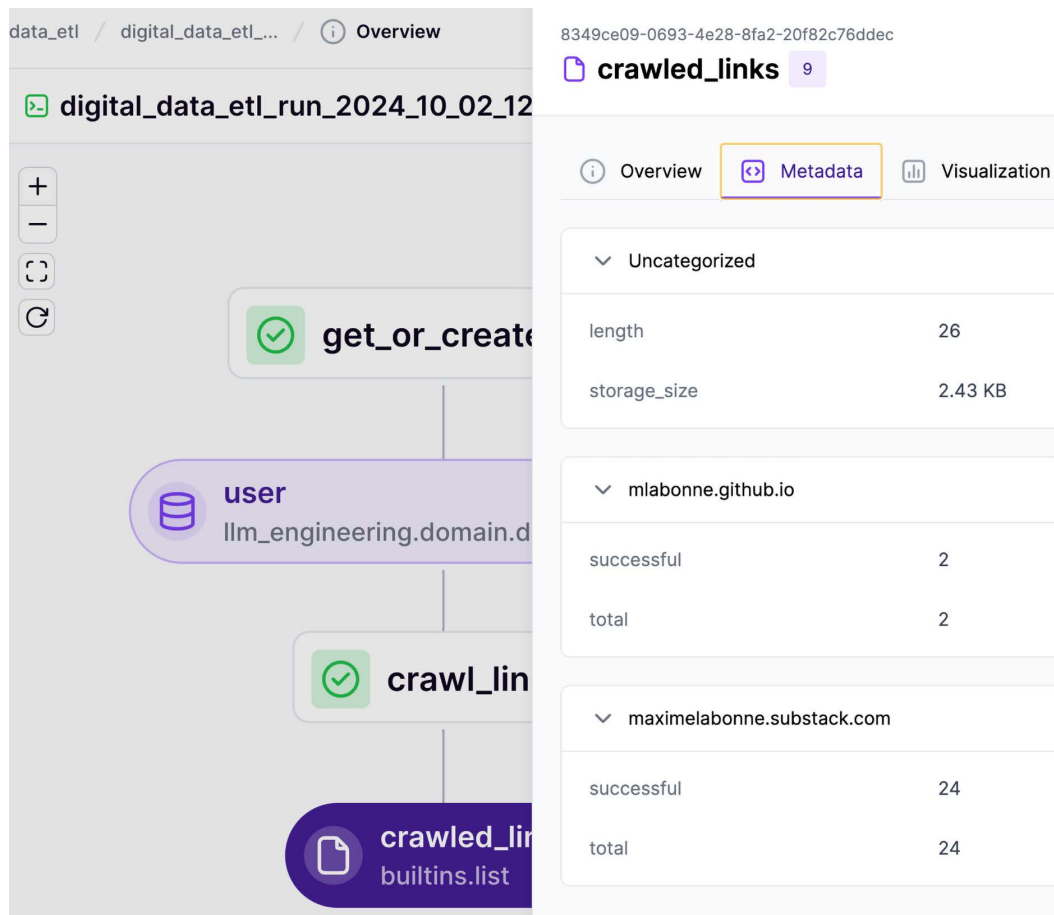 data_etl / digital_data_etl_... / Overview
digital_data_etl_run_2024_10_02_12
get_or_create
user
llm_engineering.domain.d
crawl_lin
crawled_lin
builtins.list
8349ce09-0693-4e28-8fa2-20f82c76ddec
crawled_links 9
Overview Metadata Visualization
Uncategorized
length 26
storage_size 2.43 KB
mlabonne.github.io
successful 2
total 2
maximelabonne.substack.com
successful 24
total 24